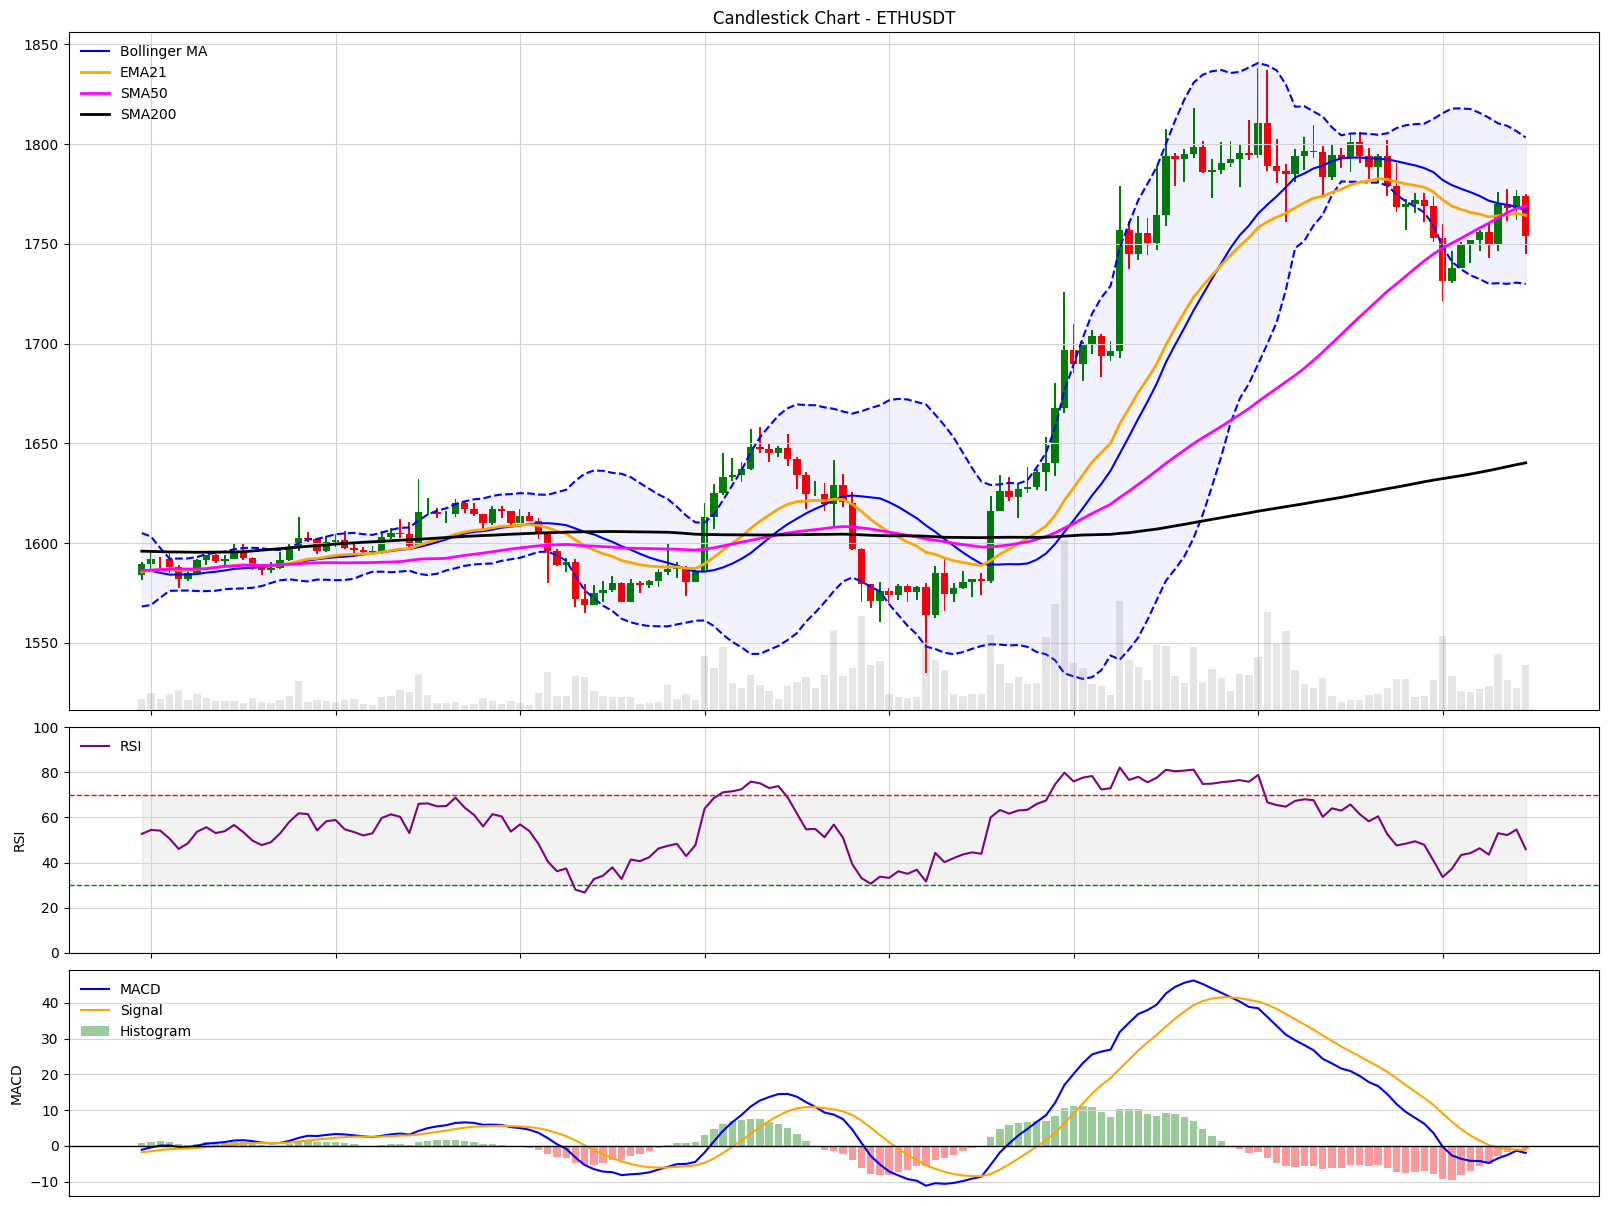 Candlestick Chart - ETHUSDT
Bollinger MA
EMA21
SMA50
SMA200
1850
1800
1750
1700
1650
1600
1550
RSI
RSI
100
80
60
40
20
0
MACD
Signal
Histogram
MACD
40
30
20
10
0
−10